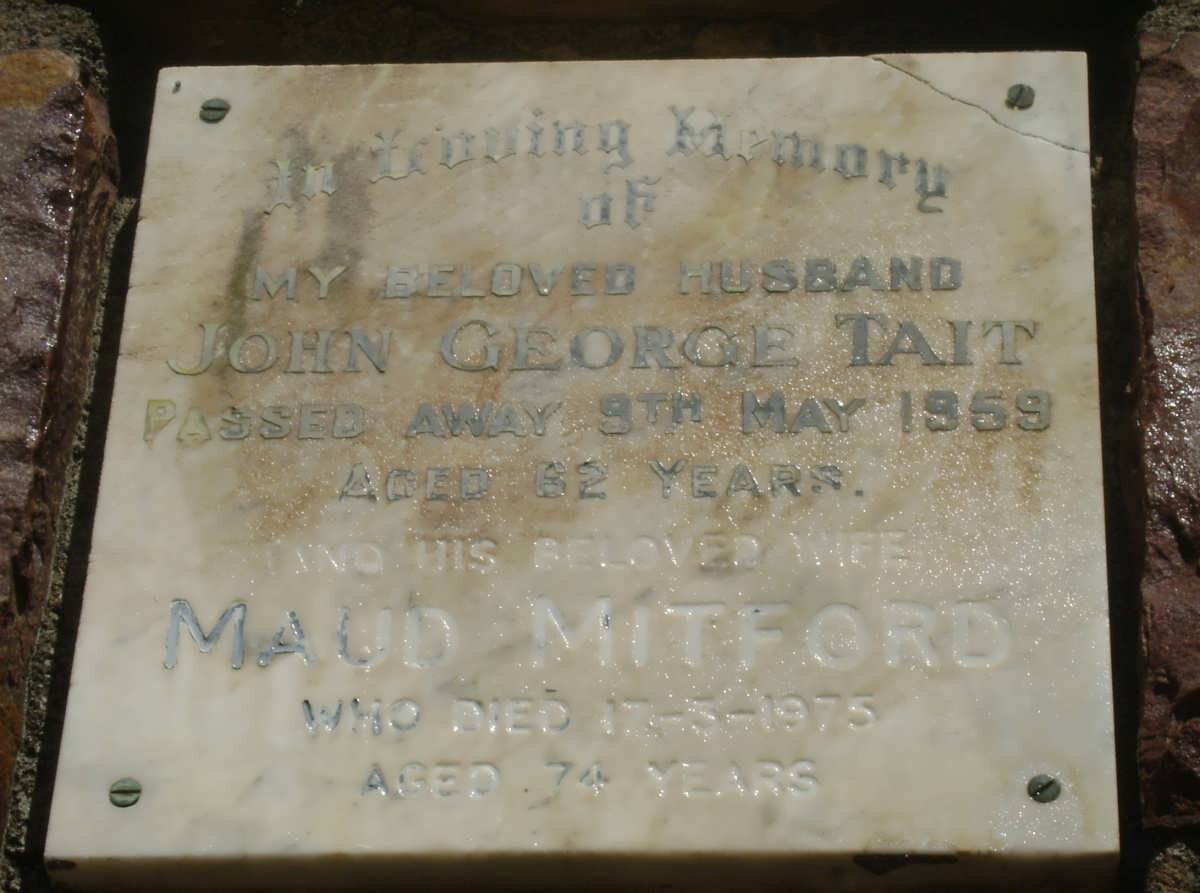 In Loving Memory
of
MY BELOVED HUSBAND
JOHN GEORGE TAIT
PASSED AWAY 9TH MAY 1959
AGED 62 YEARS.
AND HIS BELOVED WIFE
MAUD MITFORD
WHO DIED 17-5-1975
AGED 74 YEARS